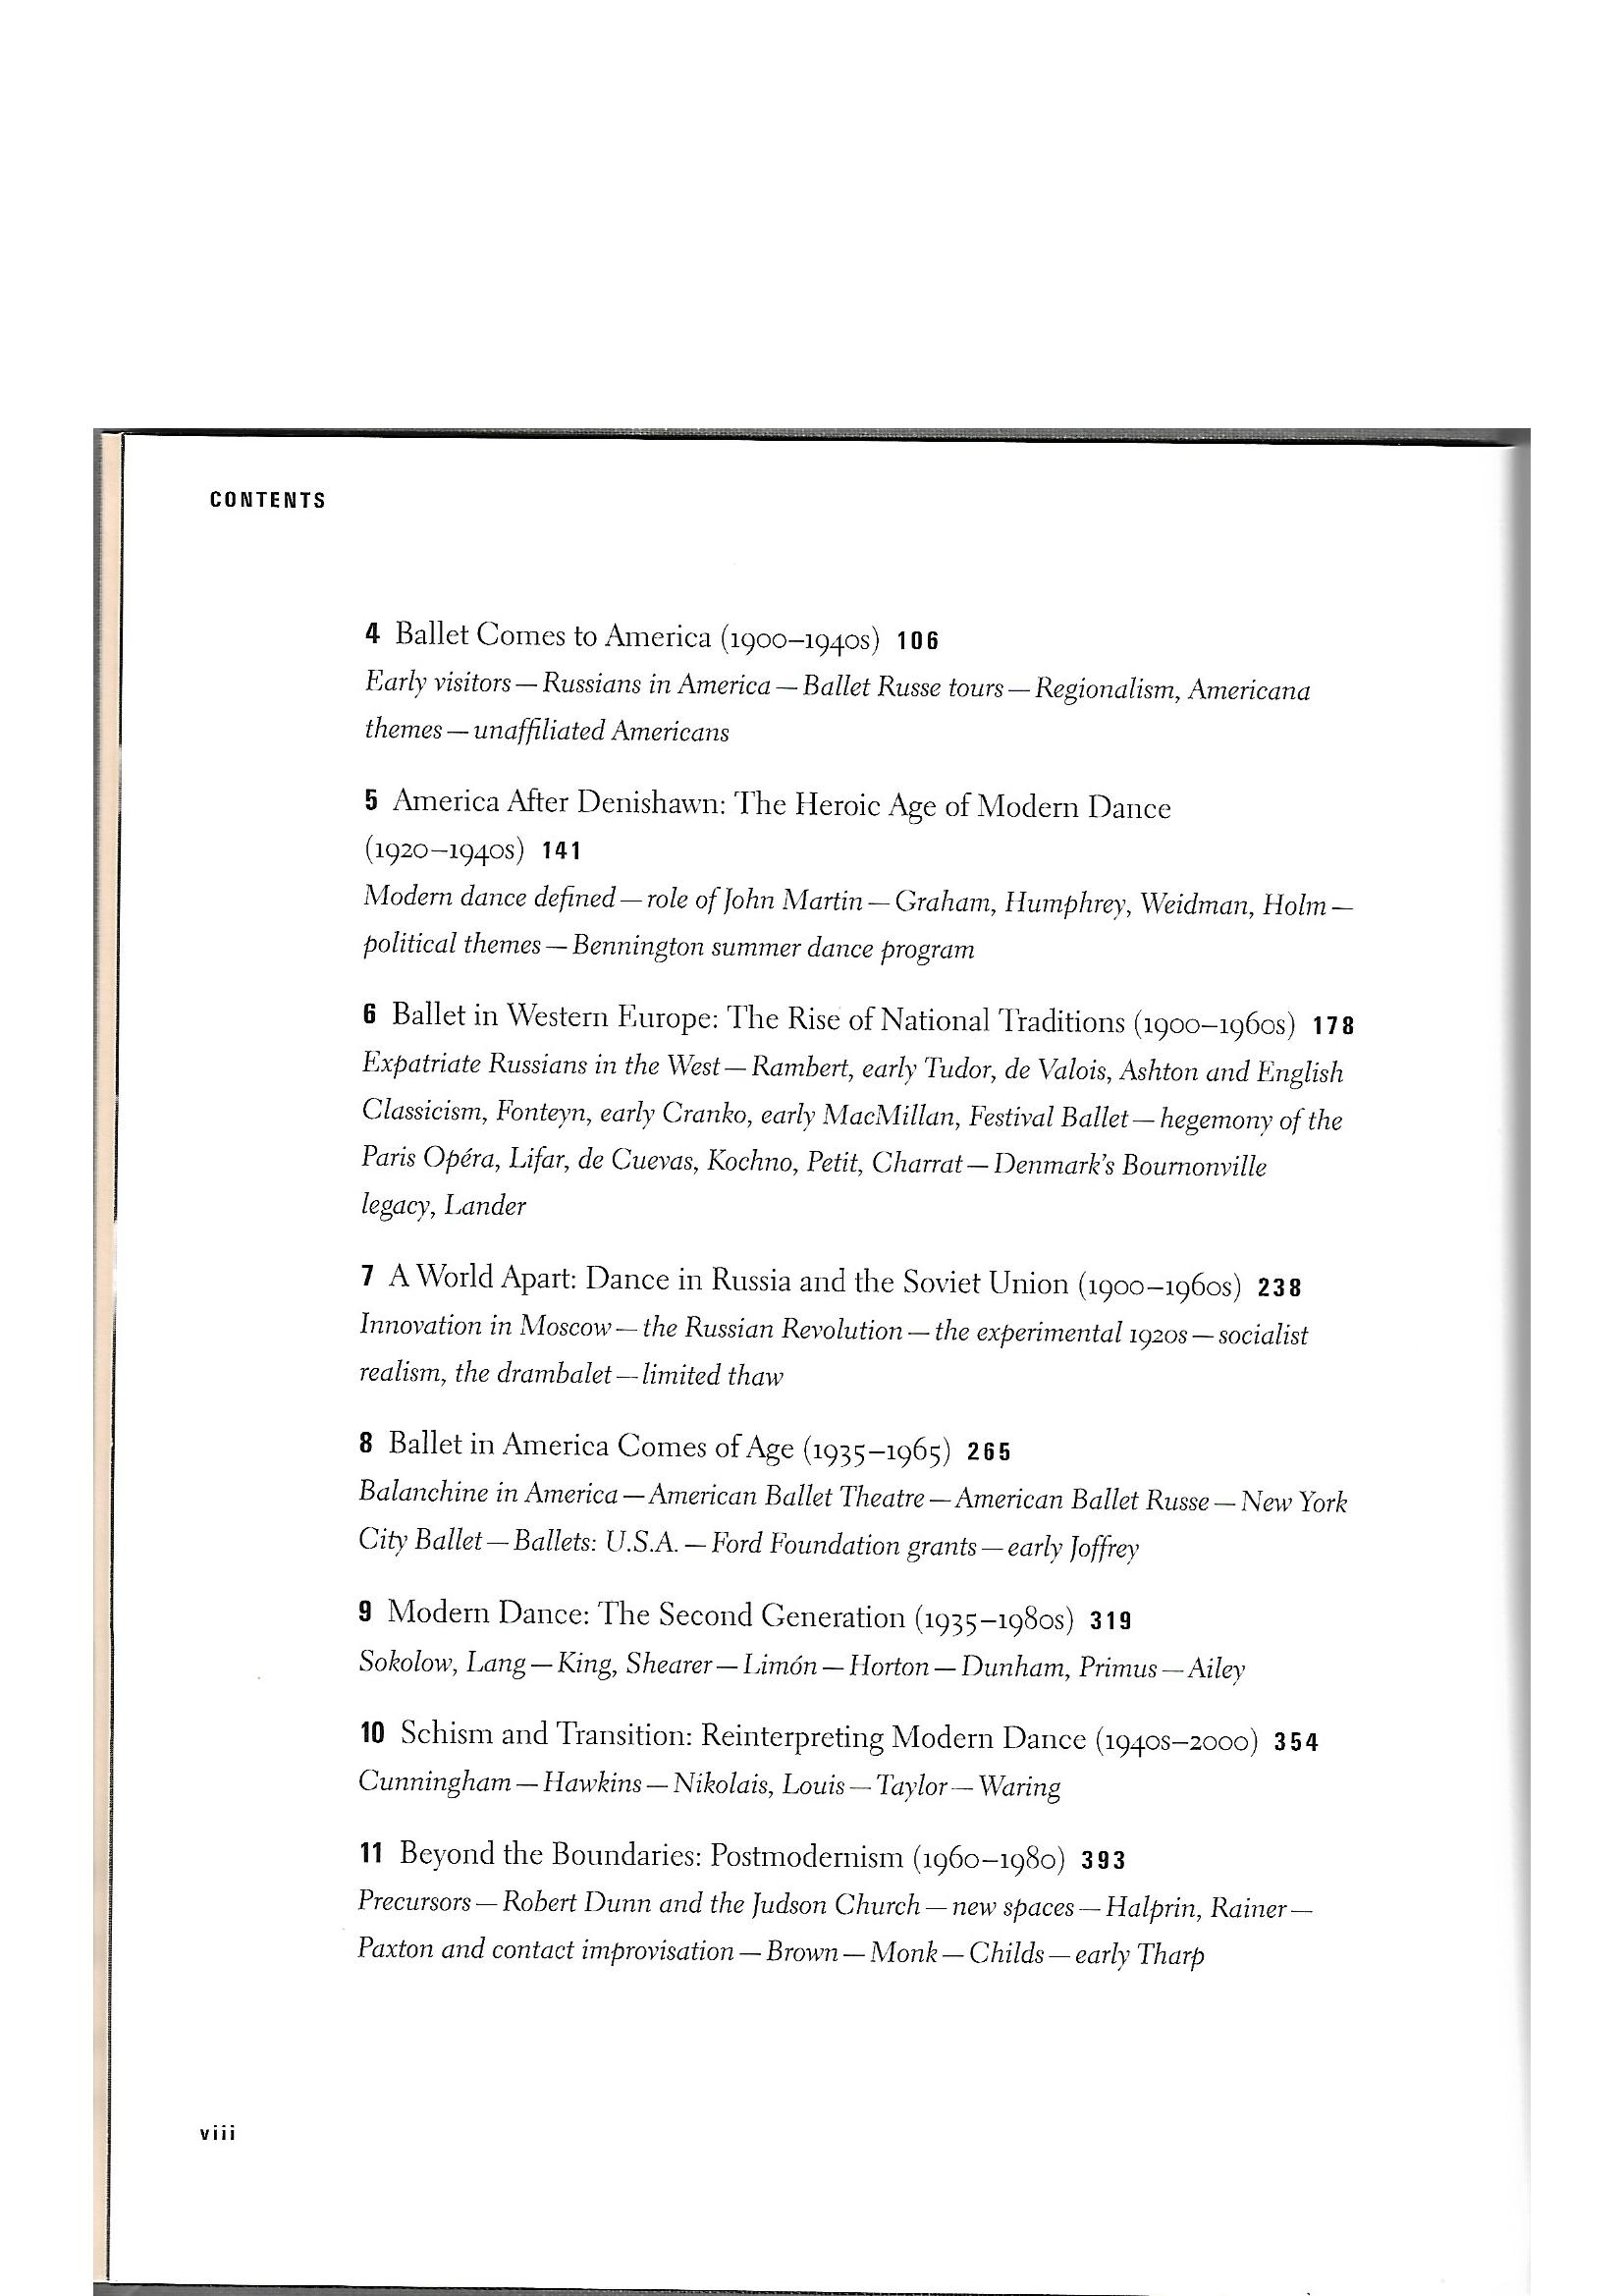 CONTENTS
4 Ballet Comes to America (1900–1940s) 106
Early visitors—Russians in America—Ballet Russe tours—Regionalism, Americana
themes—unaffiliated Americans
5 America After Denishawn: The Heroic Age of Modern Dance
(1920–1940s) 141
Modern dance defined—role of John Martin—Graham, Humphrey, Weidman, Holm—
political themes—Bennington summer dance program
6 Ballet in Western Europe: The Rise of National Traditions (1900–1960s) 178
Expatriate Russians in the West—Rambert, early Tudor, de Valois, Ashton and English
Classicism, Fonteyn, early Cranko, early MacMillan, Festival Ballet—hegemony of the
Paris Opéra, Lifar, de Cuevas, Kochno, Petit, Charrat—Denmark's Bournonville
legacy, Lander
7 A World Apart: Dance in Russia and the Soviet Union (1900–1960s) 238
Innovation in Moscow—the Russian Revolution—the experimental 1920s—socialist
realism, the drambalet—limited thaw
8 Ballet in America Comes of Age (1935–1965) 265
Balanchine in America—American Ballet Theatre—American Ballet Russe—New York
City Ballet—Ballets: U.S.A.—Ford Foundation grants—early Joffrey
9 Modern Dance: The Second Generation (1935–1980s) 319
Sokolow, Lang—King, Shearer—Limón—Horton—Dunham, Primus—Ailey
10 Schism and Transition: Reinterpreting Modern Dance (1940s–2000) 354
Cunningham—Hawkins—Nikolais, Louis—Taylor—Waring
11 Beyond the Boundaries: Postmodernism (1960–1980) 393
Precursors—Robert Dunn and the Judson Church—new spaces—Halprin, Rainer—
Paxton and contact improvisation—Brown—Monk—Childs—early Tharp
viii